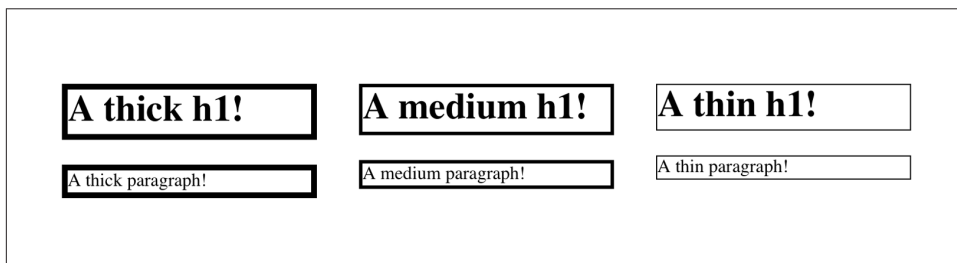 A thick h1!
A thick paragraph!
A medium h1!
A medium paragraph!
A thin h1!
A thin paragraph!